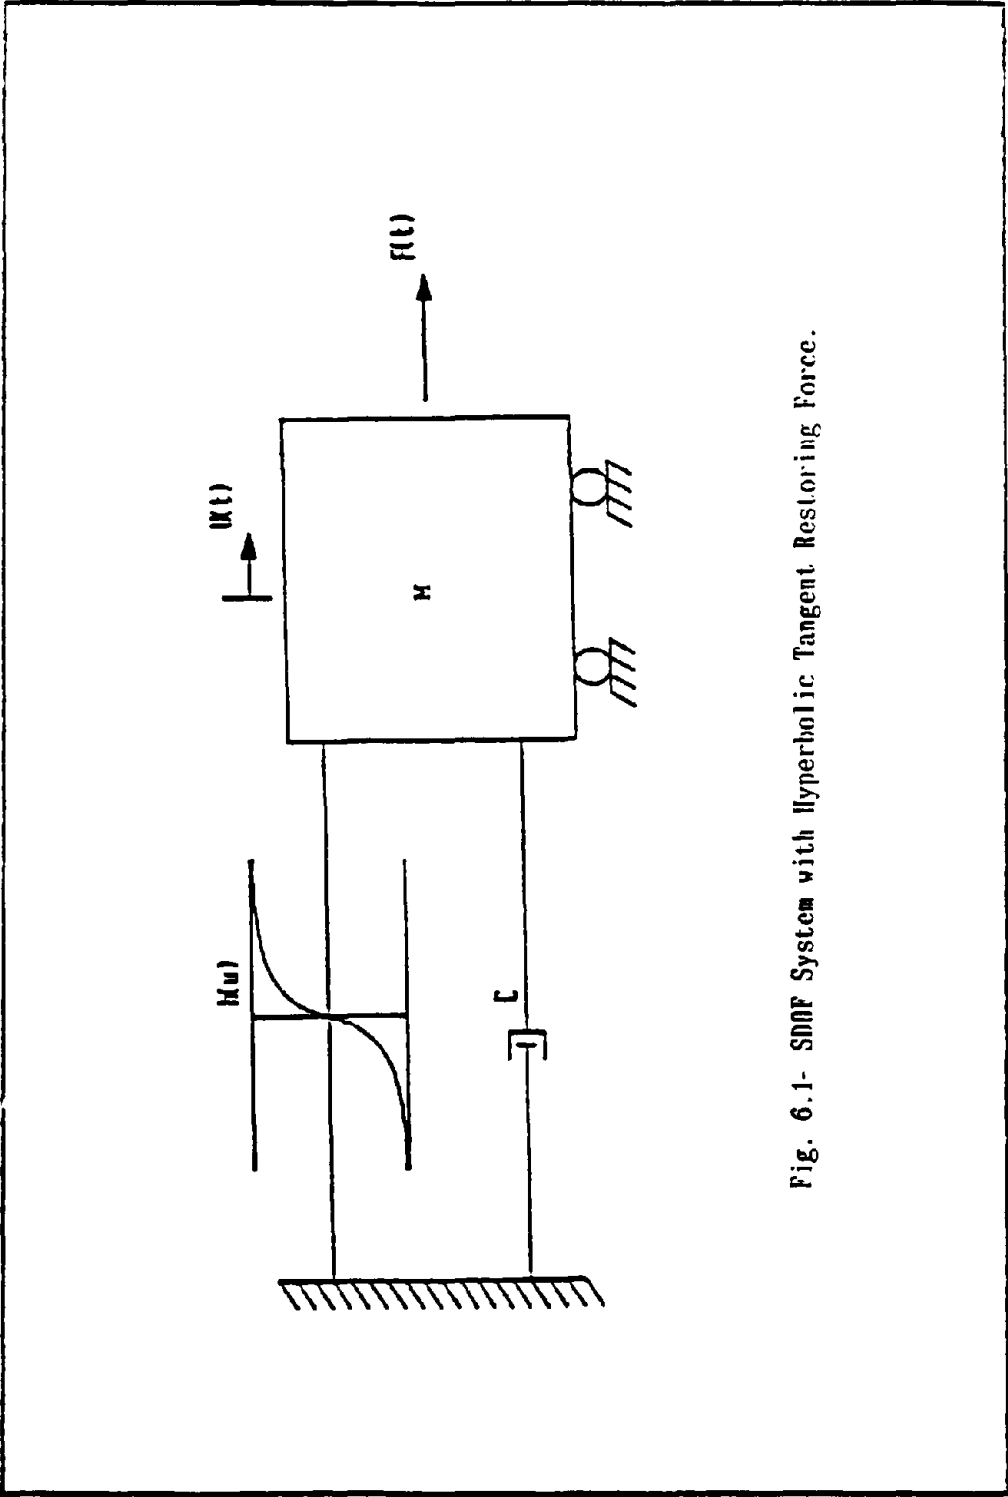 U(t)
F(t)
h(u)
M
C
Fig. 6.1- SDOF System with Hyperbolic Tangent Restoring Force.